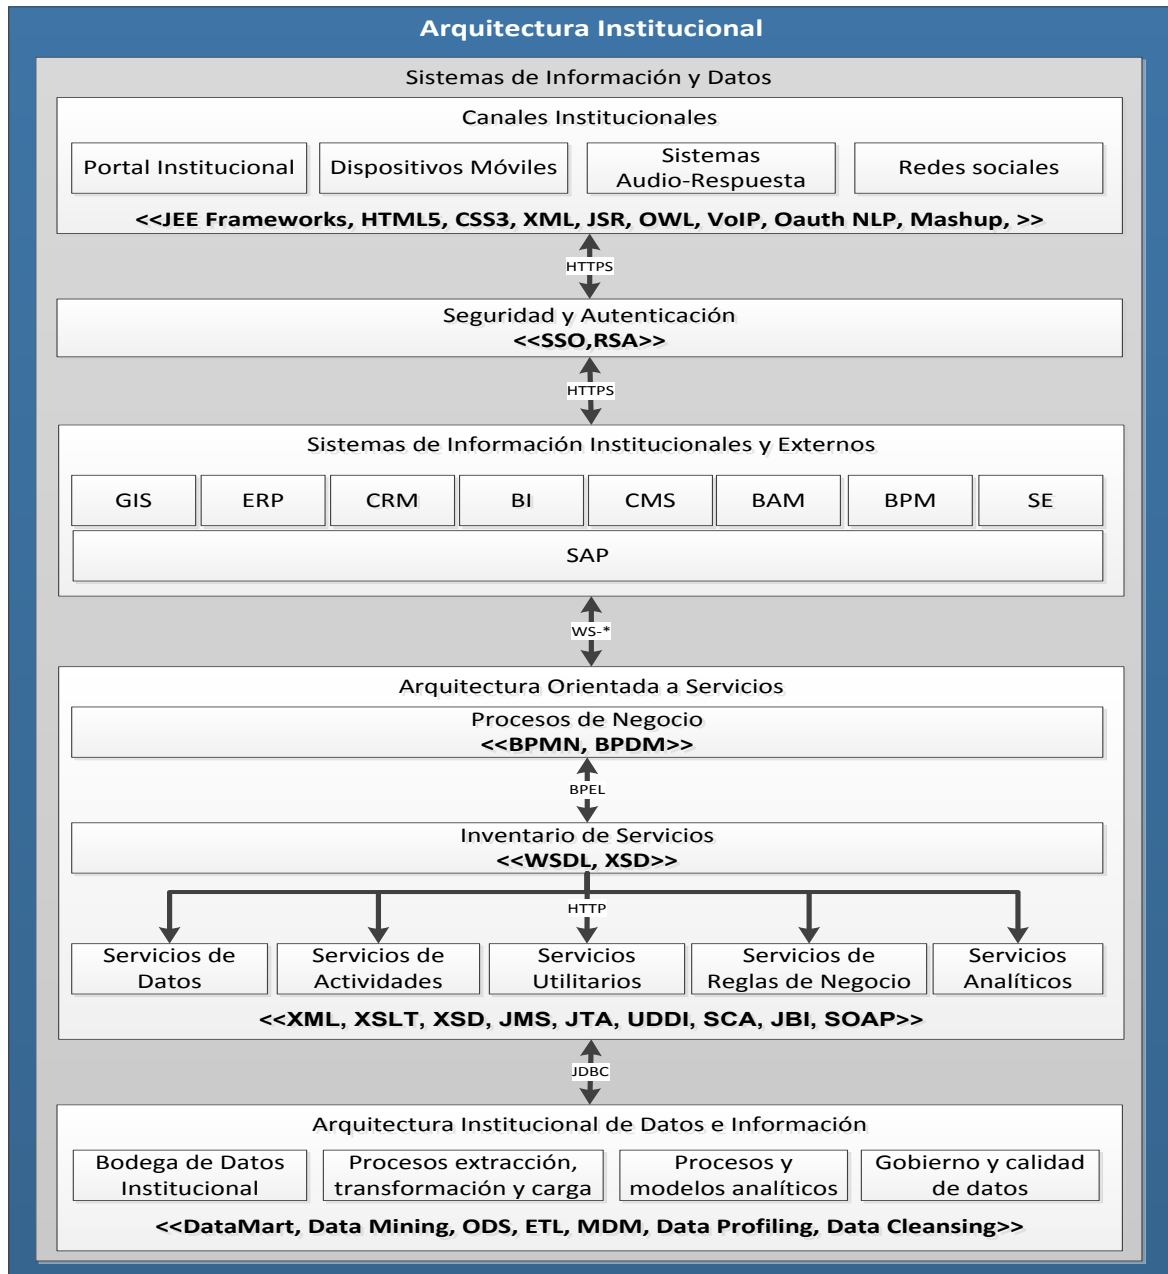 Arquitectura Institucional
Sistemas de Información y Datos
Canales Institucionales
Portal Institucional
Dispositivos Móviles
Sistemas
Audio-Respuesta
Redes sociales
<<JEE Frameworks, HTML5, CSS3, XML, JSR, OWL, VoIP, Oauth NLP, Mashup, >>
HTTPS
Seguridad y Autenticación
<<SSO,RSA>>
HTTPS
Sistemas de Información Institucionales y Externos
GIS
ERP
CRM
BI
CMS
BAM
BPM
SE
SAP
WS-*
Arquitectura Orientada a Servicios
Procesos de Negocio
<<BPMN, BPDM>>
BPEL
Inventario de Servicios
<<WSDL, XSD>>
HTTP
Servicios de
Datos
Servicios de
Actividades
Servicios
Utilitarios
Servicios de
Reglas de Negocio
Servicios
Analíticos
<<XML, XSLT, XSD, JMS, JTA, UDDI, SCA, JBI, SOAP>>
JDBC
Arquitectura Institucional de Datos e Información
Bodega de Datos
Institucional
Procesos extracción,
transformación y carga
Procesos y
modelos analíticos
Gobierno y calidad
de datos
<<DataMart, Data Mining, ODS, ETL, MDM, Data Profiling, Data Cleansing>>